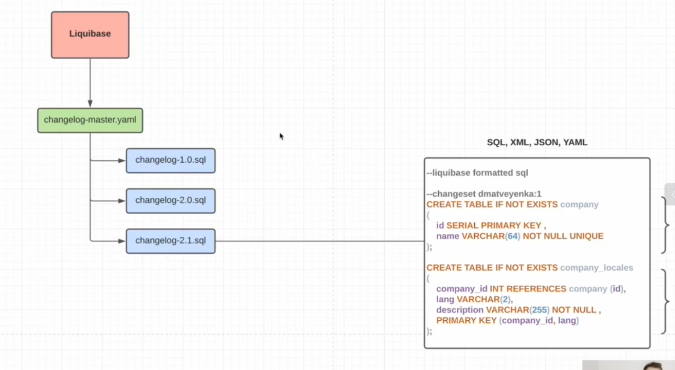 Liquibase
changelog-master.yaml
changelog-1.0.sql
changelog-2.0.sql
changelog-2.1.sql
SQL, XML, JSON, YAML
--liquibase formatted sql
--changeset dmatveyenka:1
CREATE TABLE IF NOT EXISTS company
(
id SERIAL PRIMARY KEY ,
name VARCHAR(64) NOT NULL UNIQUE
);
CREATE TABLE IF NOT EXISTS company_locales
(
company_id INT REFERENCES company (id),
lang VARCHAR(2),
description VARCHAR(255) NOT NULL ,
PRIMARY KEY (company_id, lang)
);